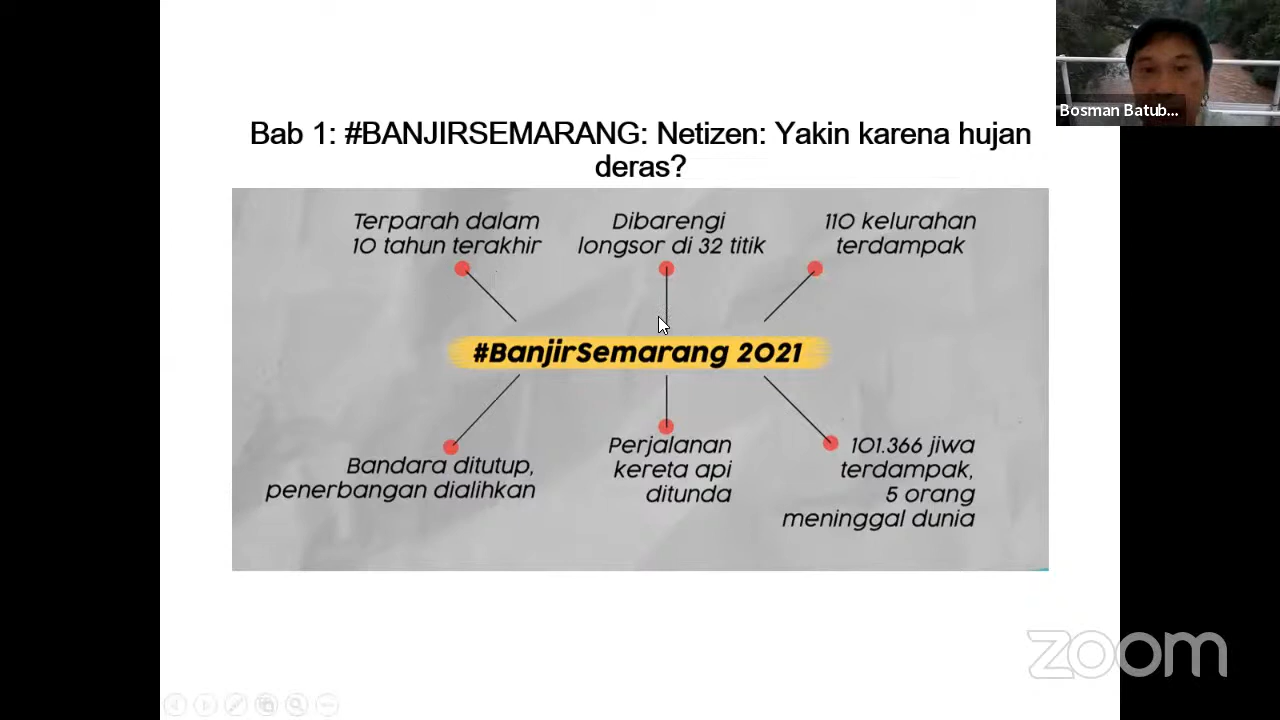 Bosman Batub...
Bab 1: #BANJIRSEMARANG: Netizen: Yakin karena hujan
deras?
Terparah dalam
10 tahun terakhir
Dibarengi
longsor di 32 titik
110 kelurahan
terdampak
#BanjirSemarang 2021
Bandara ditutup,
penerbangan dialihkan
Perjalanan
kereta api
ditunda
101.366 jiwa
terdampak,
5 orang
meninggal dunia
zoom